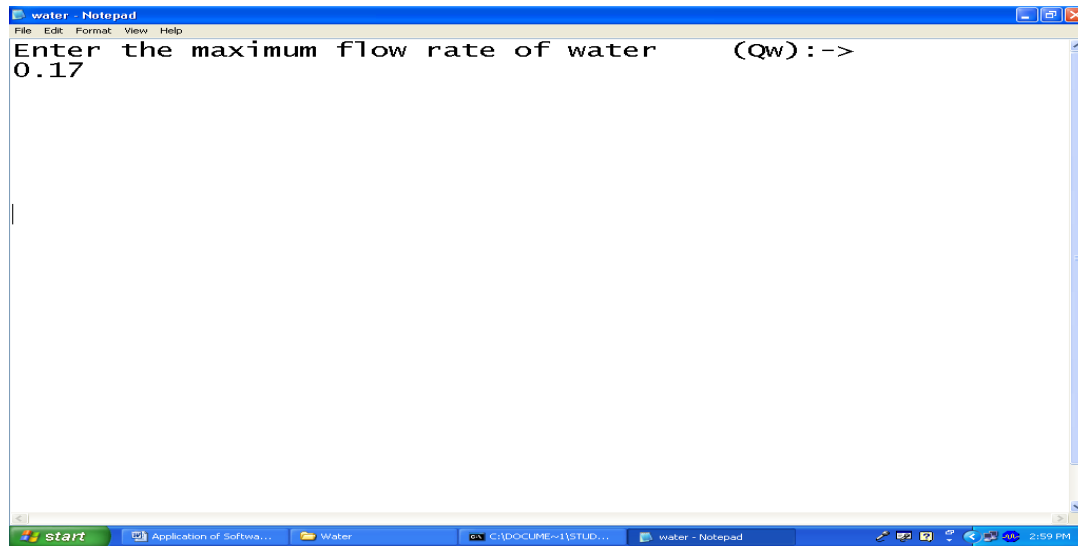 water - Notepad
File Edit Format View Help
Enter the maximum flow rate of water (Qw):->
0.17
start Application of Softwa... Water C:\DOCUME~1\STUD... water - Notepad 2:59 PM